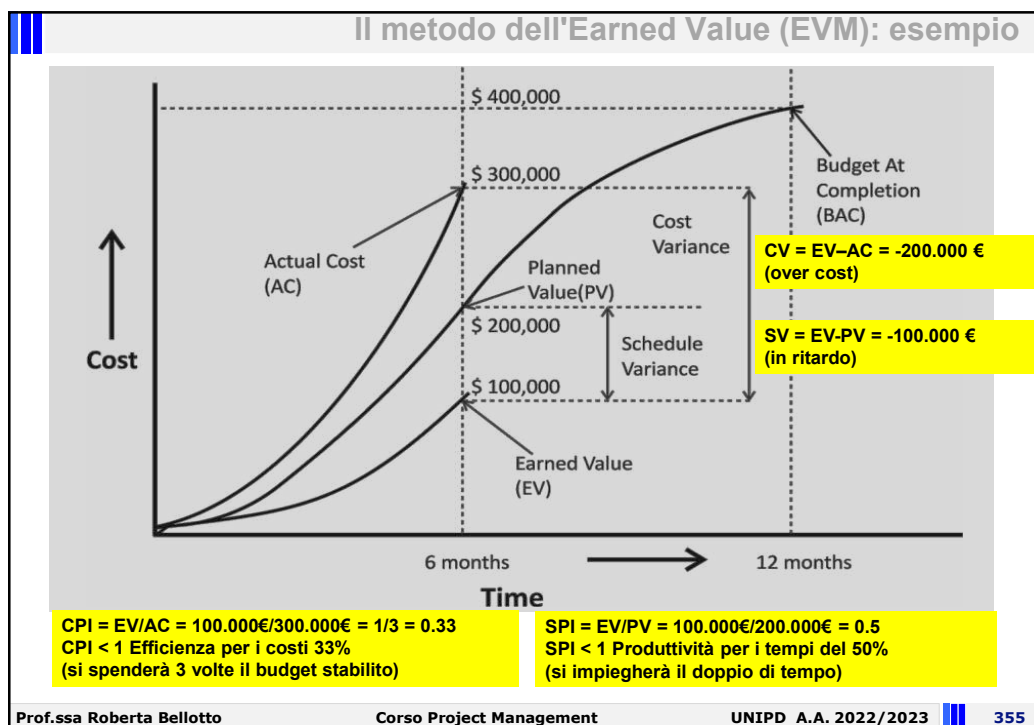 Il metodo dell'Earned Value (EVM): esempio
$ 400,000
$ 300,000
Budget At
Completion
(BAC)
Cost
Variance
Actual Cost
(AC)
Planned
Value(PV)
CV = EV–AC = -200.000 €
(over cost)
$ 200,000
Cost
Schedule
Variance
SV = EV-PV = -100.000 €
(in ritardo)
$ 100,000
Earned Value
(EV)
6 months
12 months
Time
CPI = EV/AC = 100.000€/300.000€ = 1/3 = 0.33
CPI < 1 Efficienza per i costi 33%
(si spenderà 3 volte il budget stabilito)
SPI = EV/PV = 100.000€/200.000€ = 0.5
SPI < 1 Produttività per i tempi del 50%
(si impiegherà il doppio di tempo)
Prof.ssa Roberta Bellotto Corso Project Management UNIPD A.A. 2022/2023 355